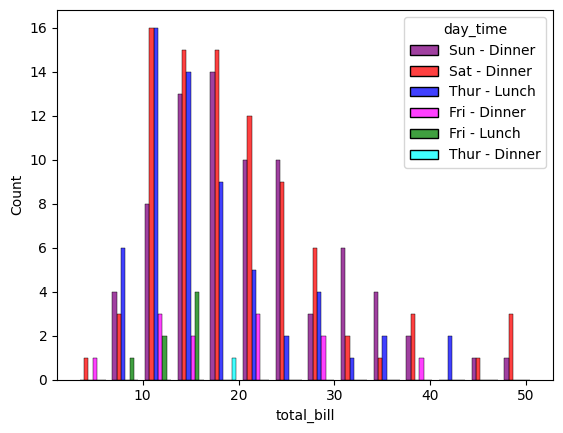 day_time
Sun - Dinner
Sat - Dinner
Thur - Lunch
Fri - Dinner
Fri - Lunch
Thur - Dinner
Count
16
14
12
10
8
6
4
2
0
10
20
30
40
50
total_bill